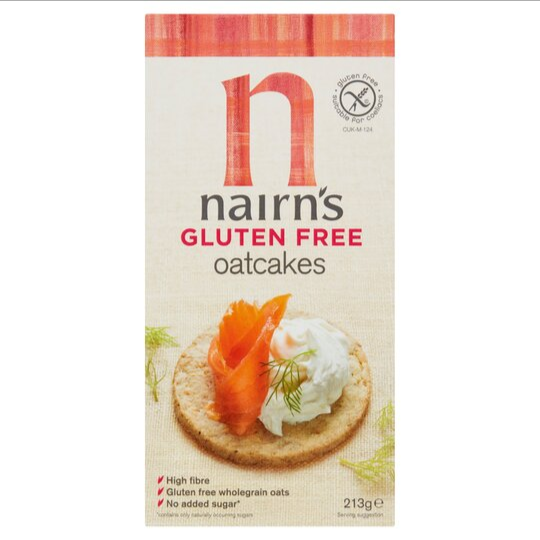 gluten free
suitable for coeliacs
CUK-M-124
n
nairn's
GLUTEN FREE
oatcakes
High fibre
Gluten free wholegrain oats
No added sugar*
*contains only naturally occurring sugars
213g℮
Serving suggestion